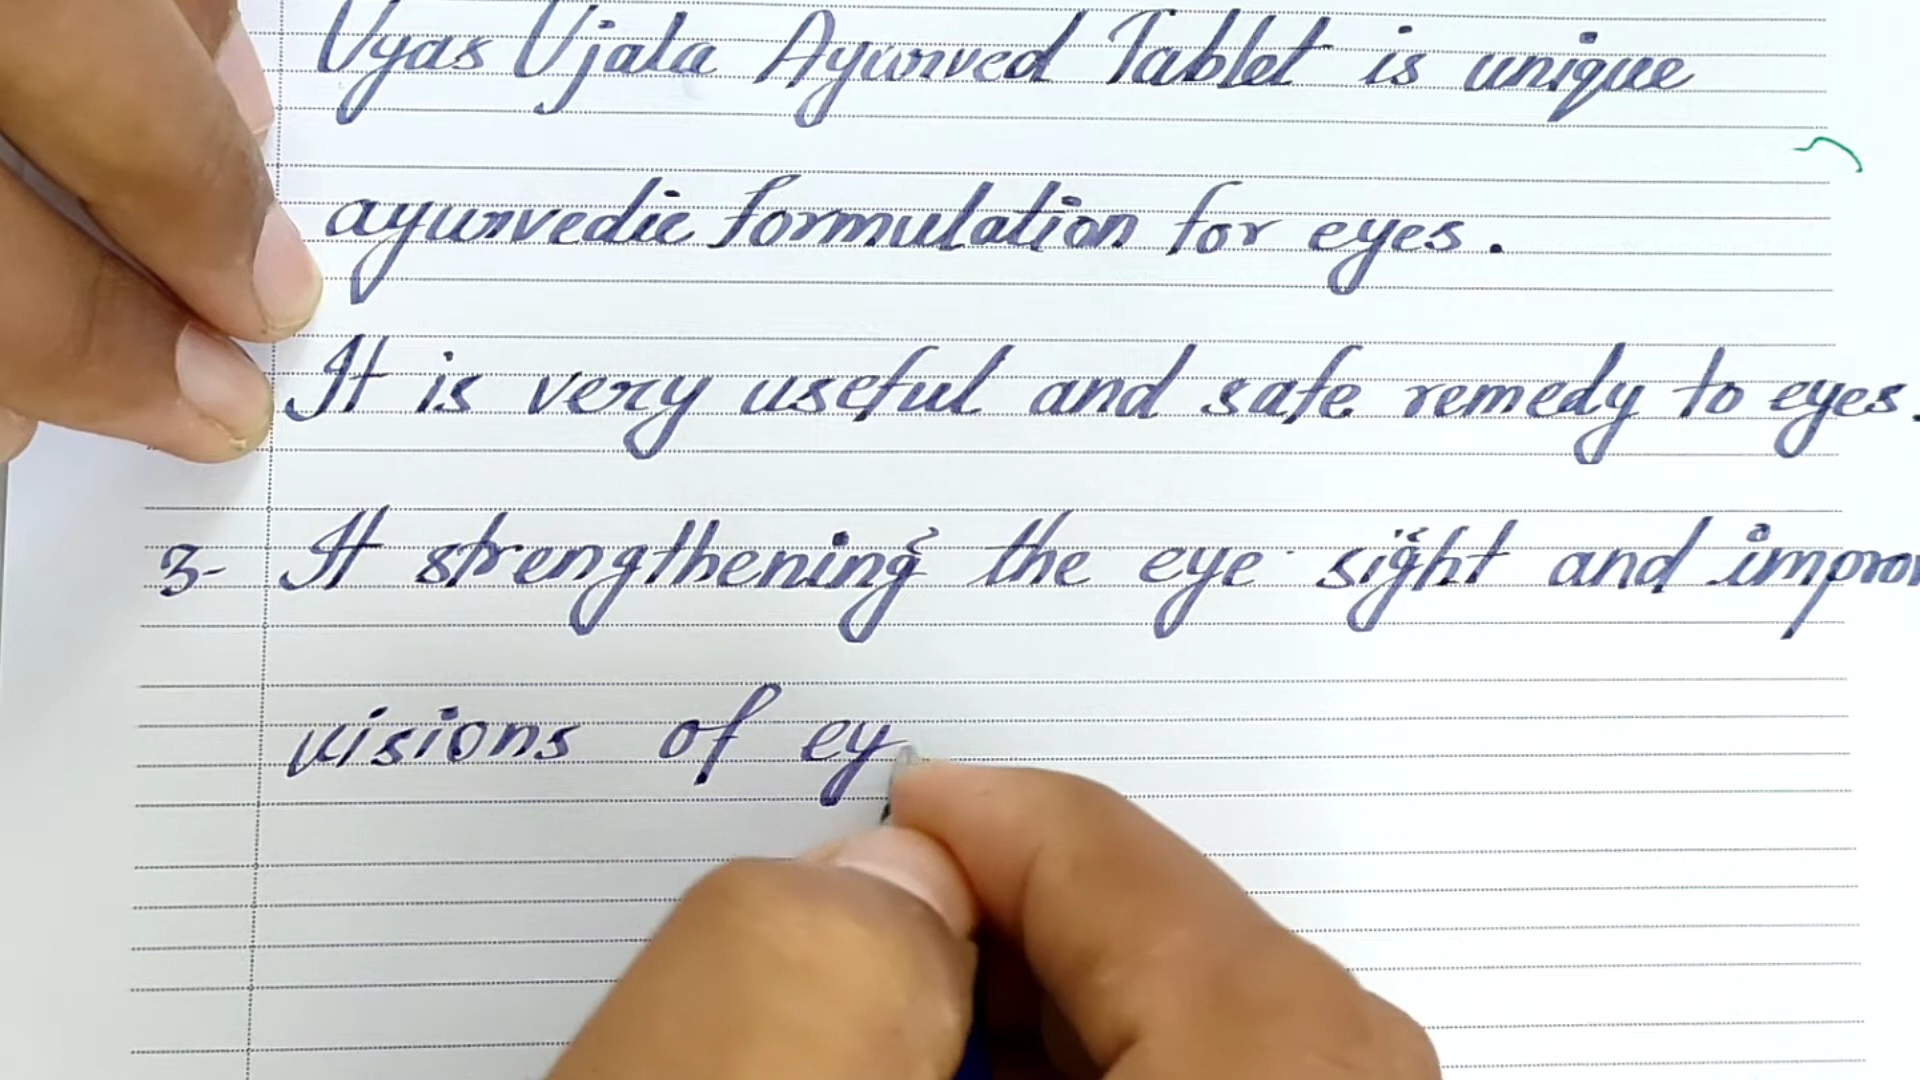 Vyas Ujala Ayurved Tablet is unique
ayurvedic formulation for eyes.
It is very useful and safe remedy to eyes.
3- It strengthening the eye sight and improv
visions of ey